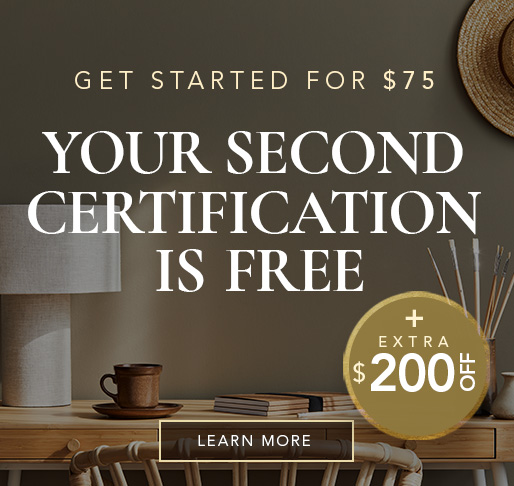 GET STARTED FOR $75
YOUR SECOND
CERTIFICATION
IS FREE
+
EXTRA
$200 OFF
LEARN MORE